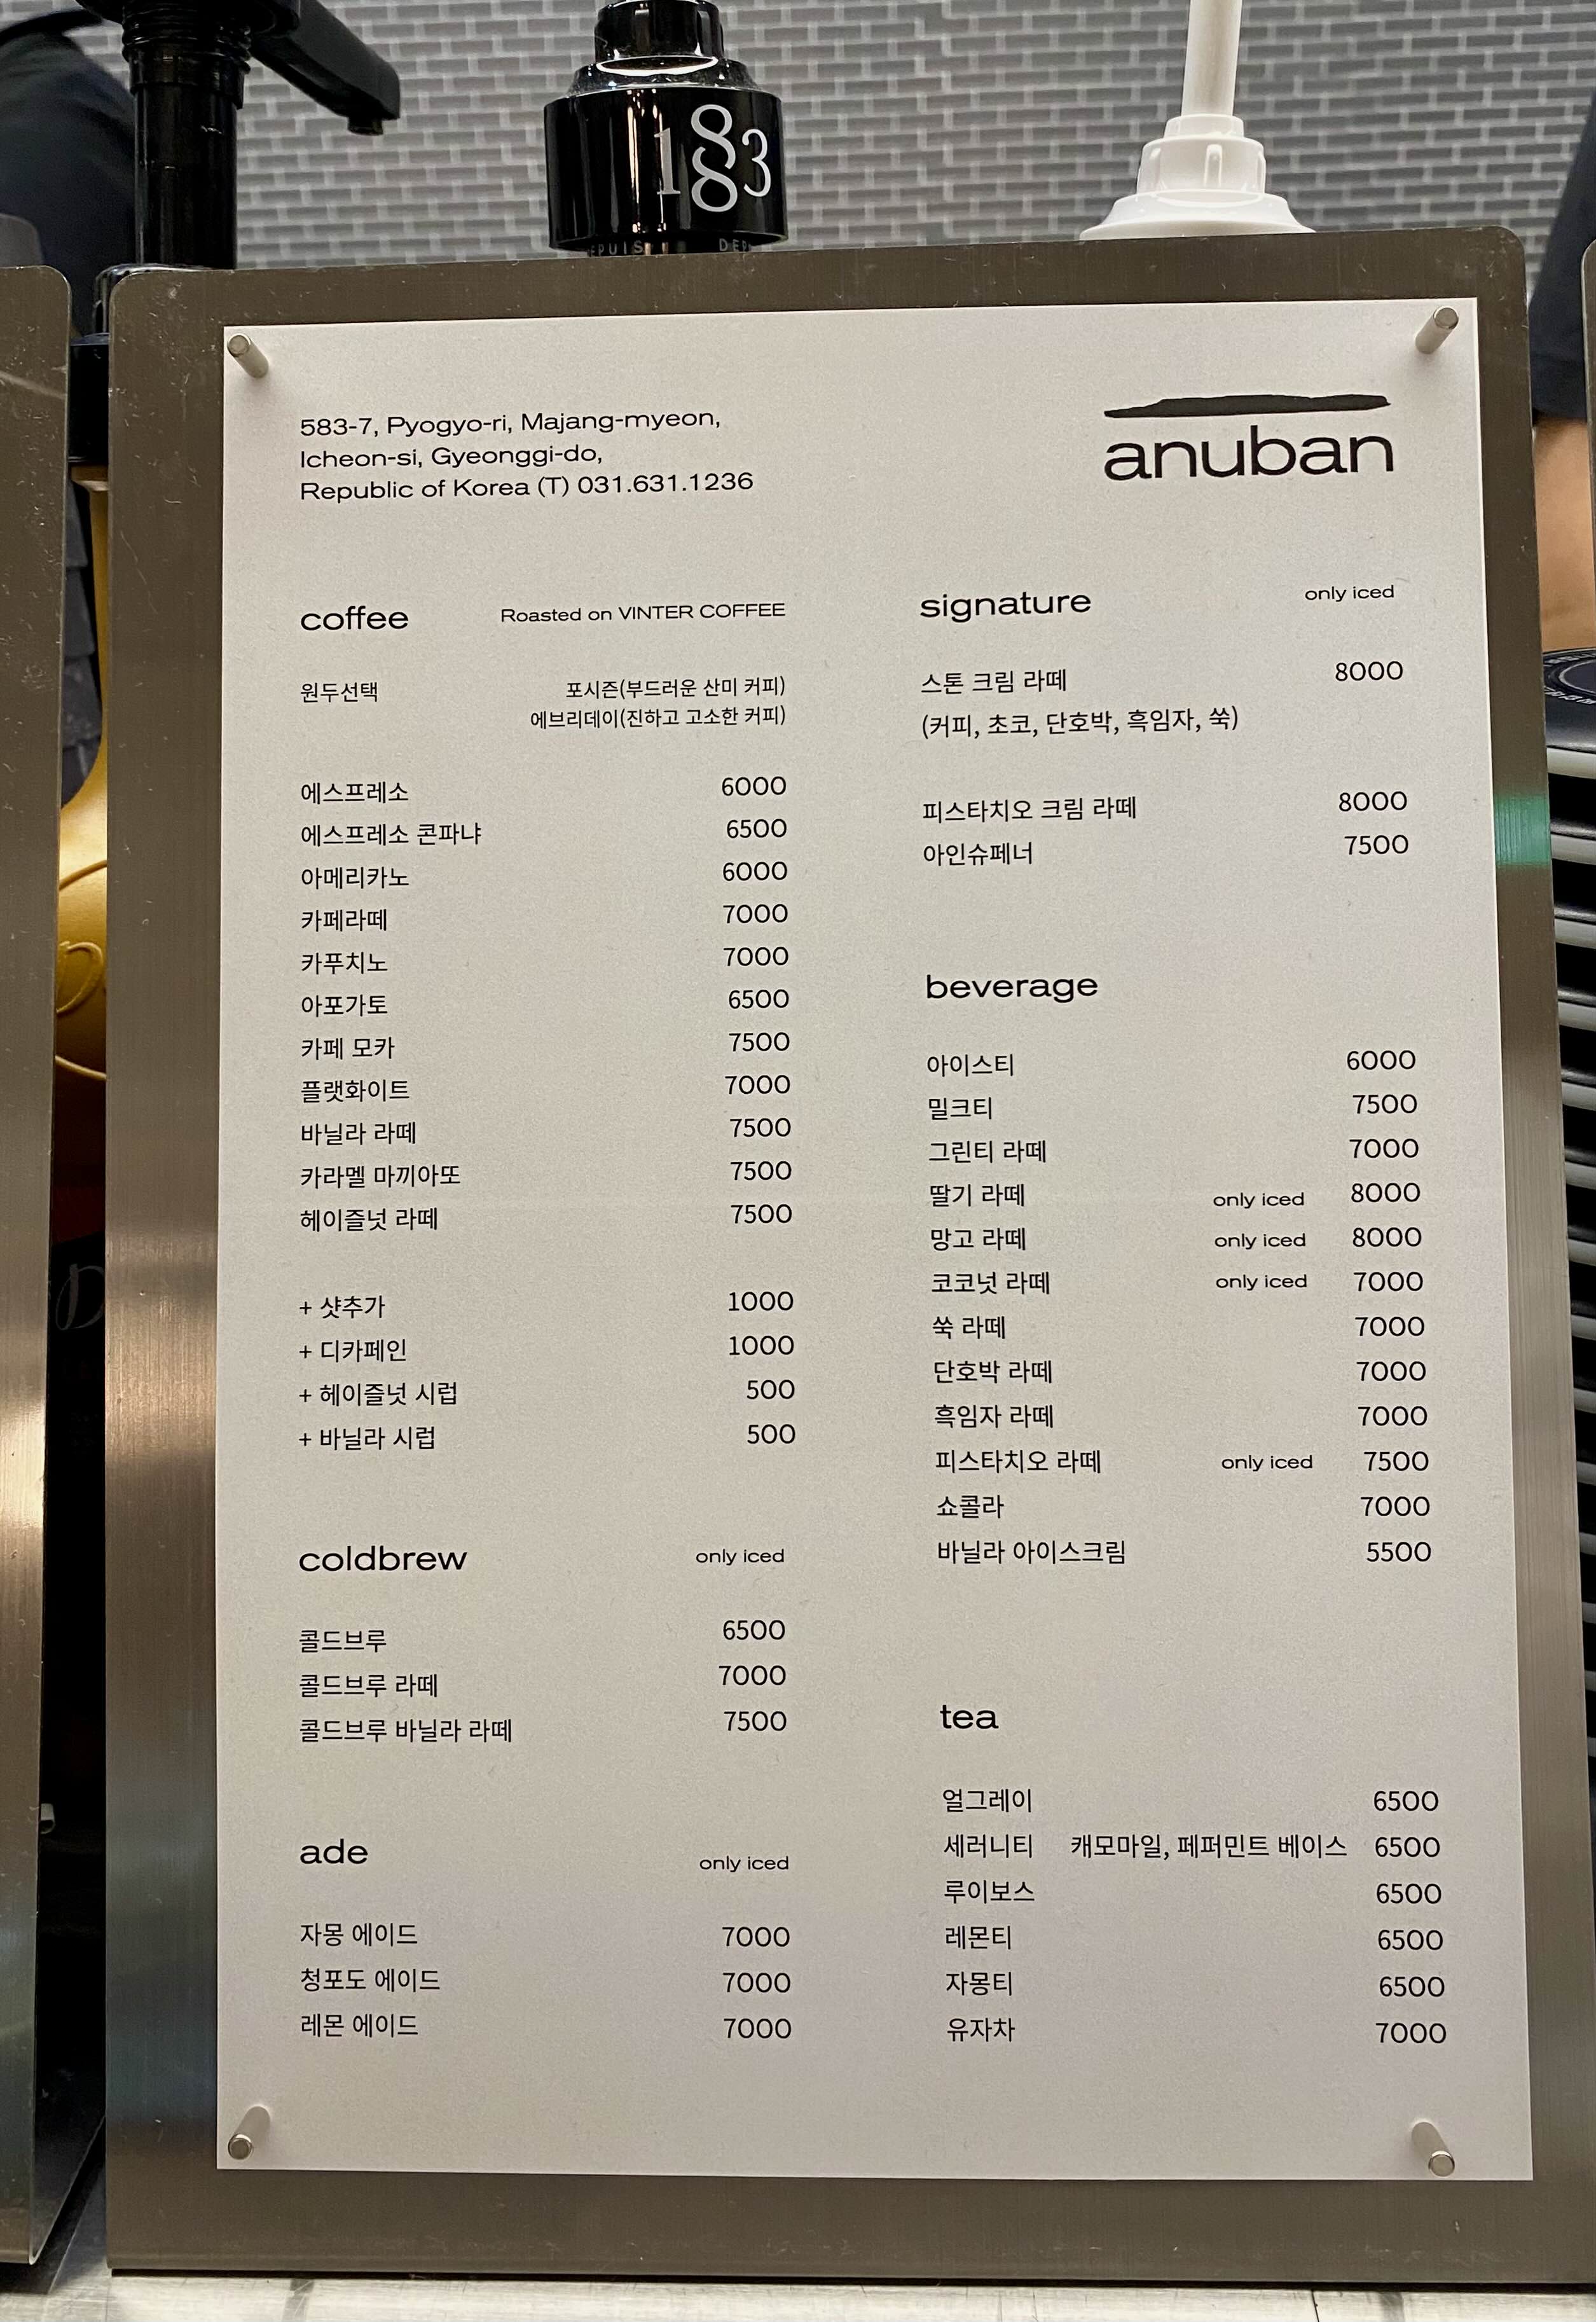 1883
DEPUIS
583-7, Pyogyo-ri, Majang-myeon,
Icheon-si, Gyeonggi-do,
Republic of Korea (T) 031.631.1236
anuban
coffee Roasted on VINTER COFFEE
원두선택 포시즌(부드러운 산미 커피)
에브리데이(진하고 고소한 커피)
에스프레소 6000
에스프레소 콘파냐 6500
아메리카노 6000
카페라떼 7000
카푸치노 7000
아포가토 6500
카페 모카 7500
플랫화이트 7000
바닐라 라떼 7500
카라멜 마끼아또 7500
헤이즐넛 라떼 7500
+ 샷추가 1000
+ 디카페인 1000
+ 헤이즐넛 시럽 500
+ 바닐라 시럽 500
coldbrew only iced
콜드브루 6500
콜드브루 라떼 7000
콜드브루 바닐라 라떼 7500
ade only iced
자몽 에이드 7000
청포도 에이드 7000
레몬 에이드 7000
signature only iced
스톤 크림 라떼 8000
(커피, 초코, 단호박, 흑임자, 쑥)
피스타치오 크림 라떼 8000
아인슈페너 7500
beverage
아이스티 6000
밀크티 7500
그린티 라떼 7000
딸기 라떼 only iced 8000
망고 라떼 only iced 8000
코코넛 라떼 only iced 7000
쑥 라떼 7000
단호박 라떼 7000
흑임자 라떼 7000
피스타치오 라떼 only iced 7500
쇼콜라 7000
바닐라 아이스크림 5500
tea
얼그레이 6500
세러니티 캐모마일, 페퍼민트 베이스 6500
루이보스 6500
레몬티 6500
자몽티 6500
유자차 7000